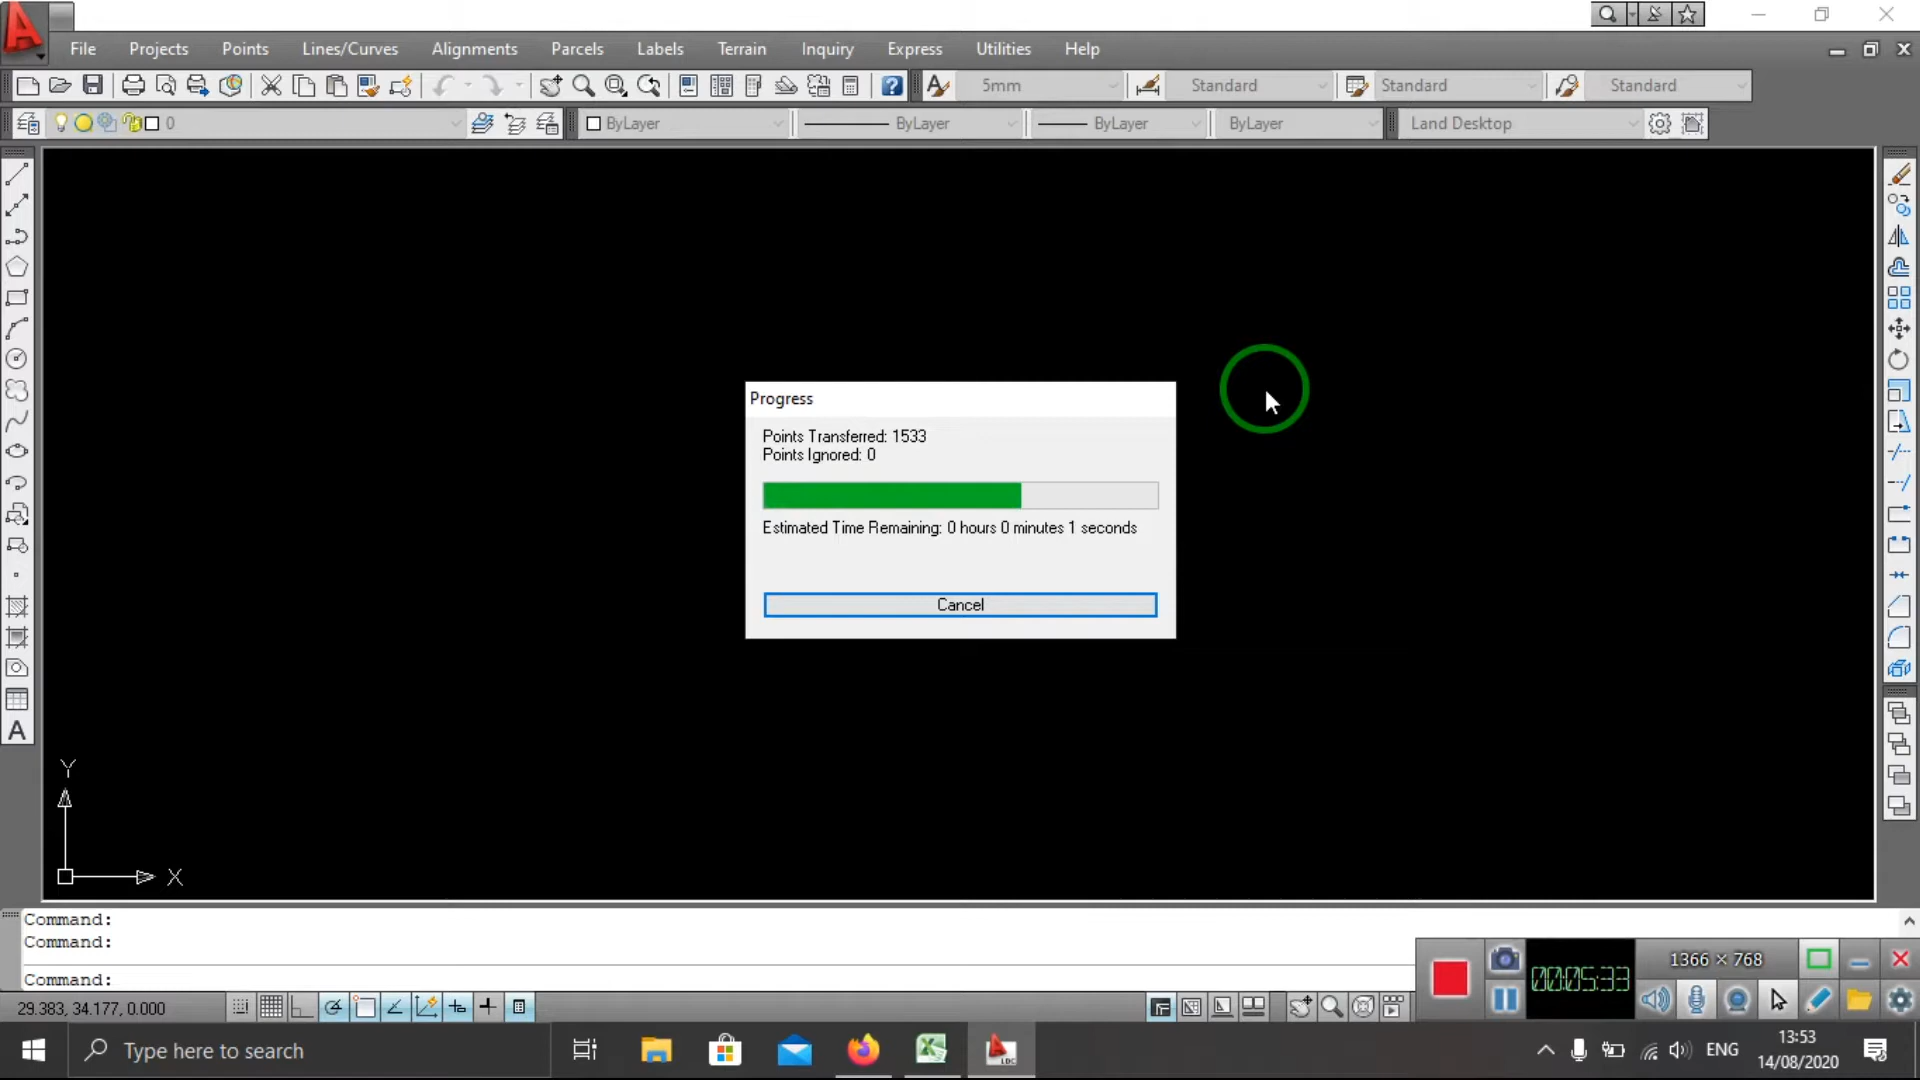 File Projects Points Lines/Curves Alignments Parcels Labels Terrain Inquiry Express Utilities Help
5mm Standard Standard Standard
0 ByLayer ByLayer ByLayer ByLayer Land Desktop
Progress
Points Transferred: 1533
Points Ignored: 0
Estimated Time Remaining: 0 hours 0 minutes 1 seconds
Cancel
A
Y
X
Command:
Command:
Command:
1366 × 768
00:05:33
29.383, 34.177, 0.000
Type here to search
LDC
ENG
13:53
14/08/2020